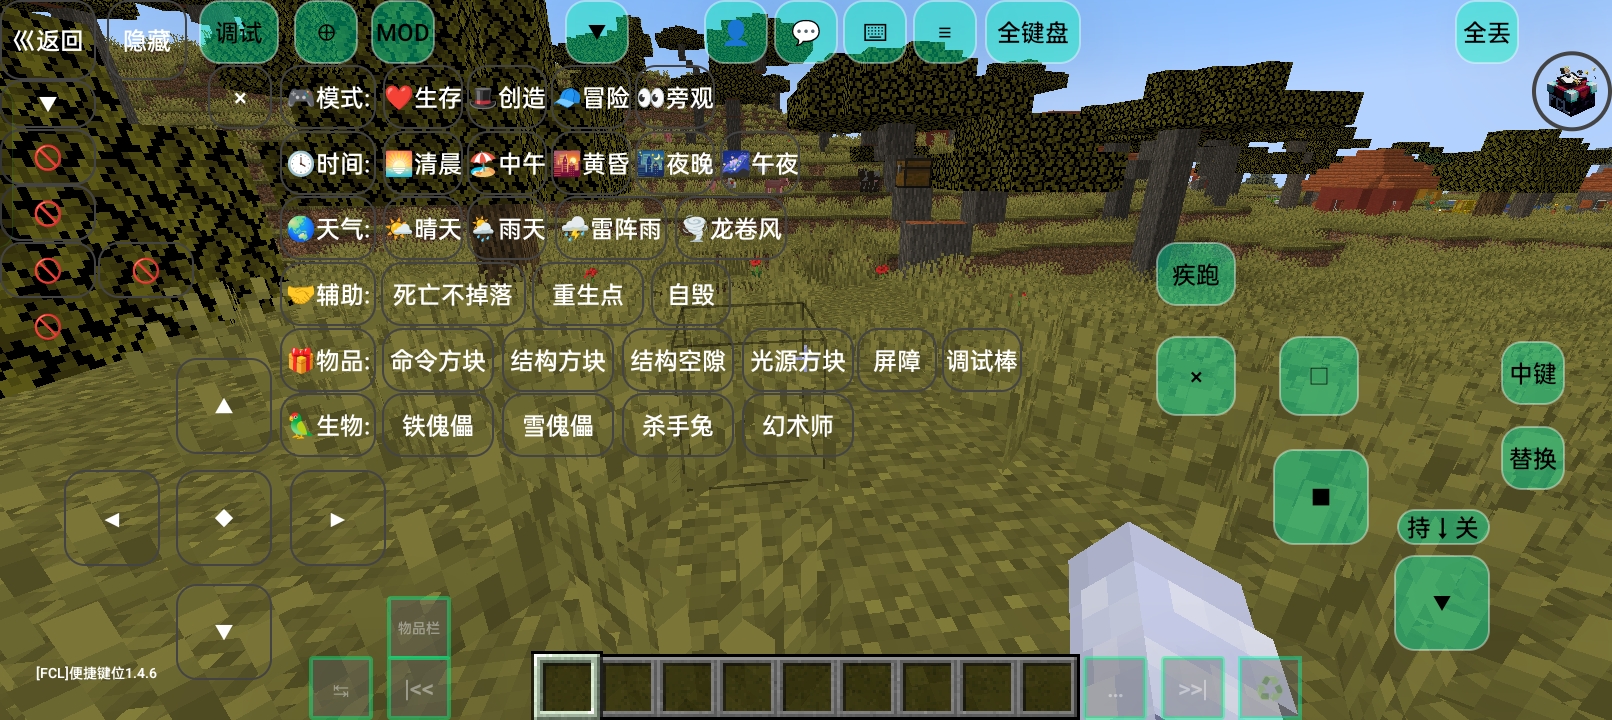 返回 隐藏 调试 MOD 全键盘 全丢
🎮模式: ❤️生存 🎩创造 🧢冒险 👀旁观
🕓时间: 🌅清晨 🏖️中午 🌇黄昏 🌃夜晚 🌌午夜
🌏天气: 🌤️晴天 🌦️雨天 ⛈️雷阵雨 🌪️龙卷风
🤝辅助: 死亡不掉落 重生点 自毁
疾跑
🎁物品: 命令方块 结构方块 结构空隙 光源方块 屏障 调试棒
中键
🦜生物: 铁傀儡 雪傀儡 杀手兔 幻术师
替换
持↓关
物品栏
[FCL]便捷键位1.4.6
|<< ... >>|